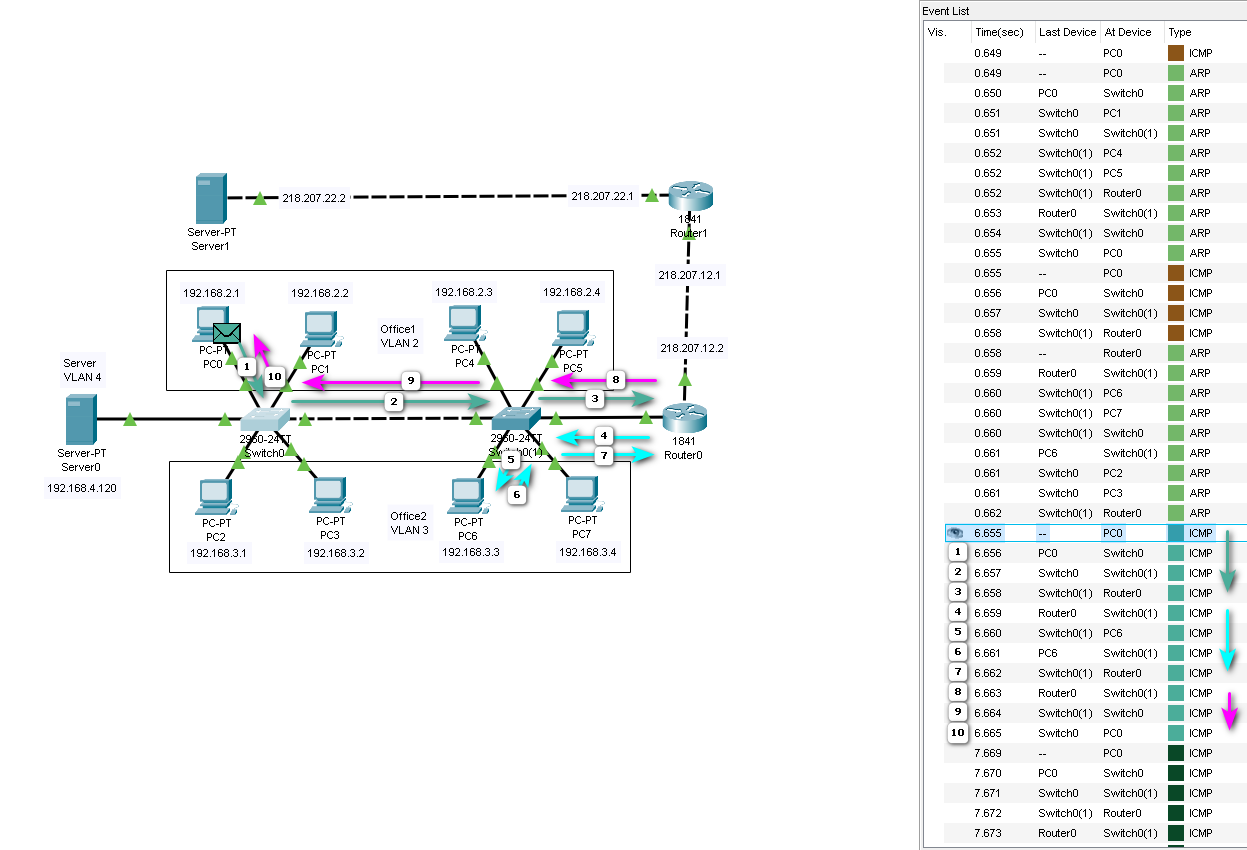 218.207.22.2
218.207.22.1
Server-PT
Server1
1841
Router1
218.207.12.1
192.168.2.1
192.168.2.2
192.168.2.3
192.168.2.4
PC-PT
PC0
PC-PT
PC1
Office1
VLAN 2
PC-PT
PC4
PC-PT
PC5
218.207.12.2
Server
VLAN 4
1
10
9
8
2
3
2960-24TT
Switch0
2950-24TT
Switch0(1)
4
7
5
6
1841
Router0
Server-PT
Server0
192.168.4.120
PC-PT
PC2
192.168.3.1
PC-PT
PC3
192.168.3.2
Office2
VLAN 3
PC-PT
PC6
192.168.3.3
PC-PT
PC7
192.168.3.4
Event List
Vis. Time(sec) Last Device At Device Type
0.649 -- PC0 ICMP
0.649 -- PC0 ARP
0.650 PC0 Switch0 ARP
0.651 Switch0 PC1 ARP
0.651 Switch0 Switch0(1) ARP
0.652 Switch0(1) PC4 ARP
0.652 Switch0(1) PC5 ARP
0.652 Switch0(1) Router0 ARP
0.653 Router0 Switch0(1) ARP
0.654 Switch0(1) Switch0 ARP
0.655 Switch0 PC0 ARP
0.655 -- PC0 ICMP
0.656 PC0 Switch0 ICMP
0.657 Switch0 Switch0(1) ICMP
0.658 Switch0(1) Router0 ICMP
0.658 -- Router0 ARP
0.659 Router0 Switch0(1) ARP
0.660 Switch0(1) PC6 ARP
0.660 Switch0(1) PC7 ARP
0.660 Switch0(1) Switch0 ARP
0.661 PC6 Switch0(1) ARP
0.661 Switch0 PC2 ARP
0.661 Switch0 PC3 ARP
0.662 Switch0(1) Router0 ARP
6.655 -- PC0 ICMP
1 6.656 PC0 Switch0 ICMP
2 6.657 Switch0 Switch0(1) ICMP
3 6.658 Switch0(1) Router0 ICMP
4 6.659 Router0 Switch0(1) ICMP
5 6.660 Switch0(1) PC6 ICMP
6 6.661 PC6 Switch0(1) ICMP
7 6.662 Switch0(1) Router0 ICMP
8 6.663 Router0 Switch0(1) ICMP
9 6.664 Switch0(1) Switch0 ICMP
10 6.665 Switch0 PC0 ICMP
7.669 -- PC0 ICMP
7.670 PC0 Switch0 ICMP
7.671 Switch0 Switch0(1) ICMP
7.672 Switch0(1) Router0 ICMP
7.673 Router0 Switch0(1) ICMP